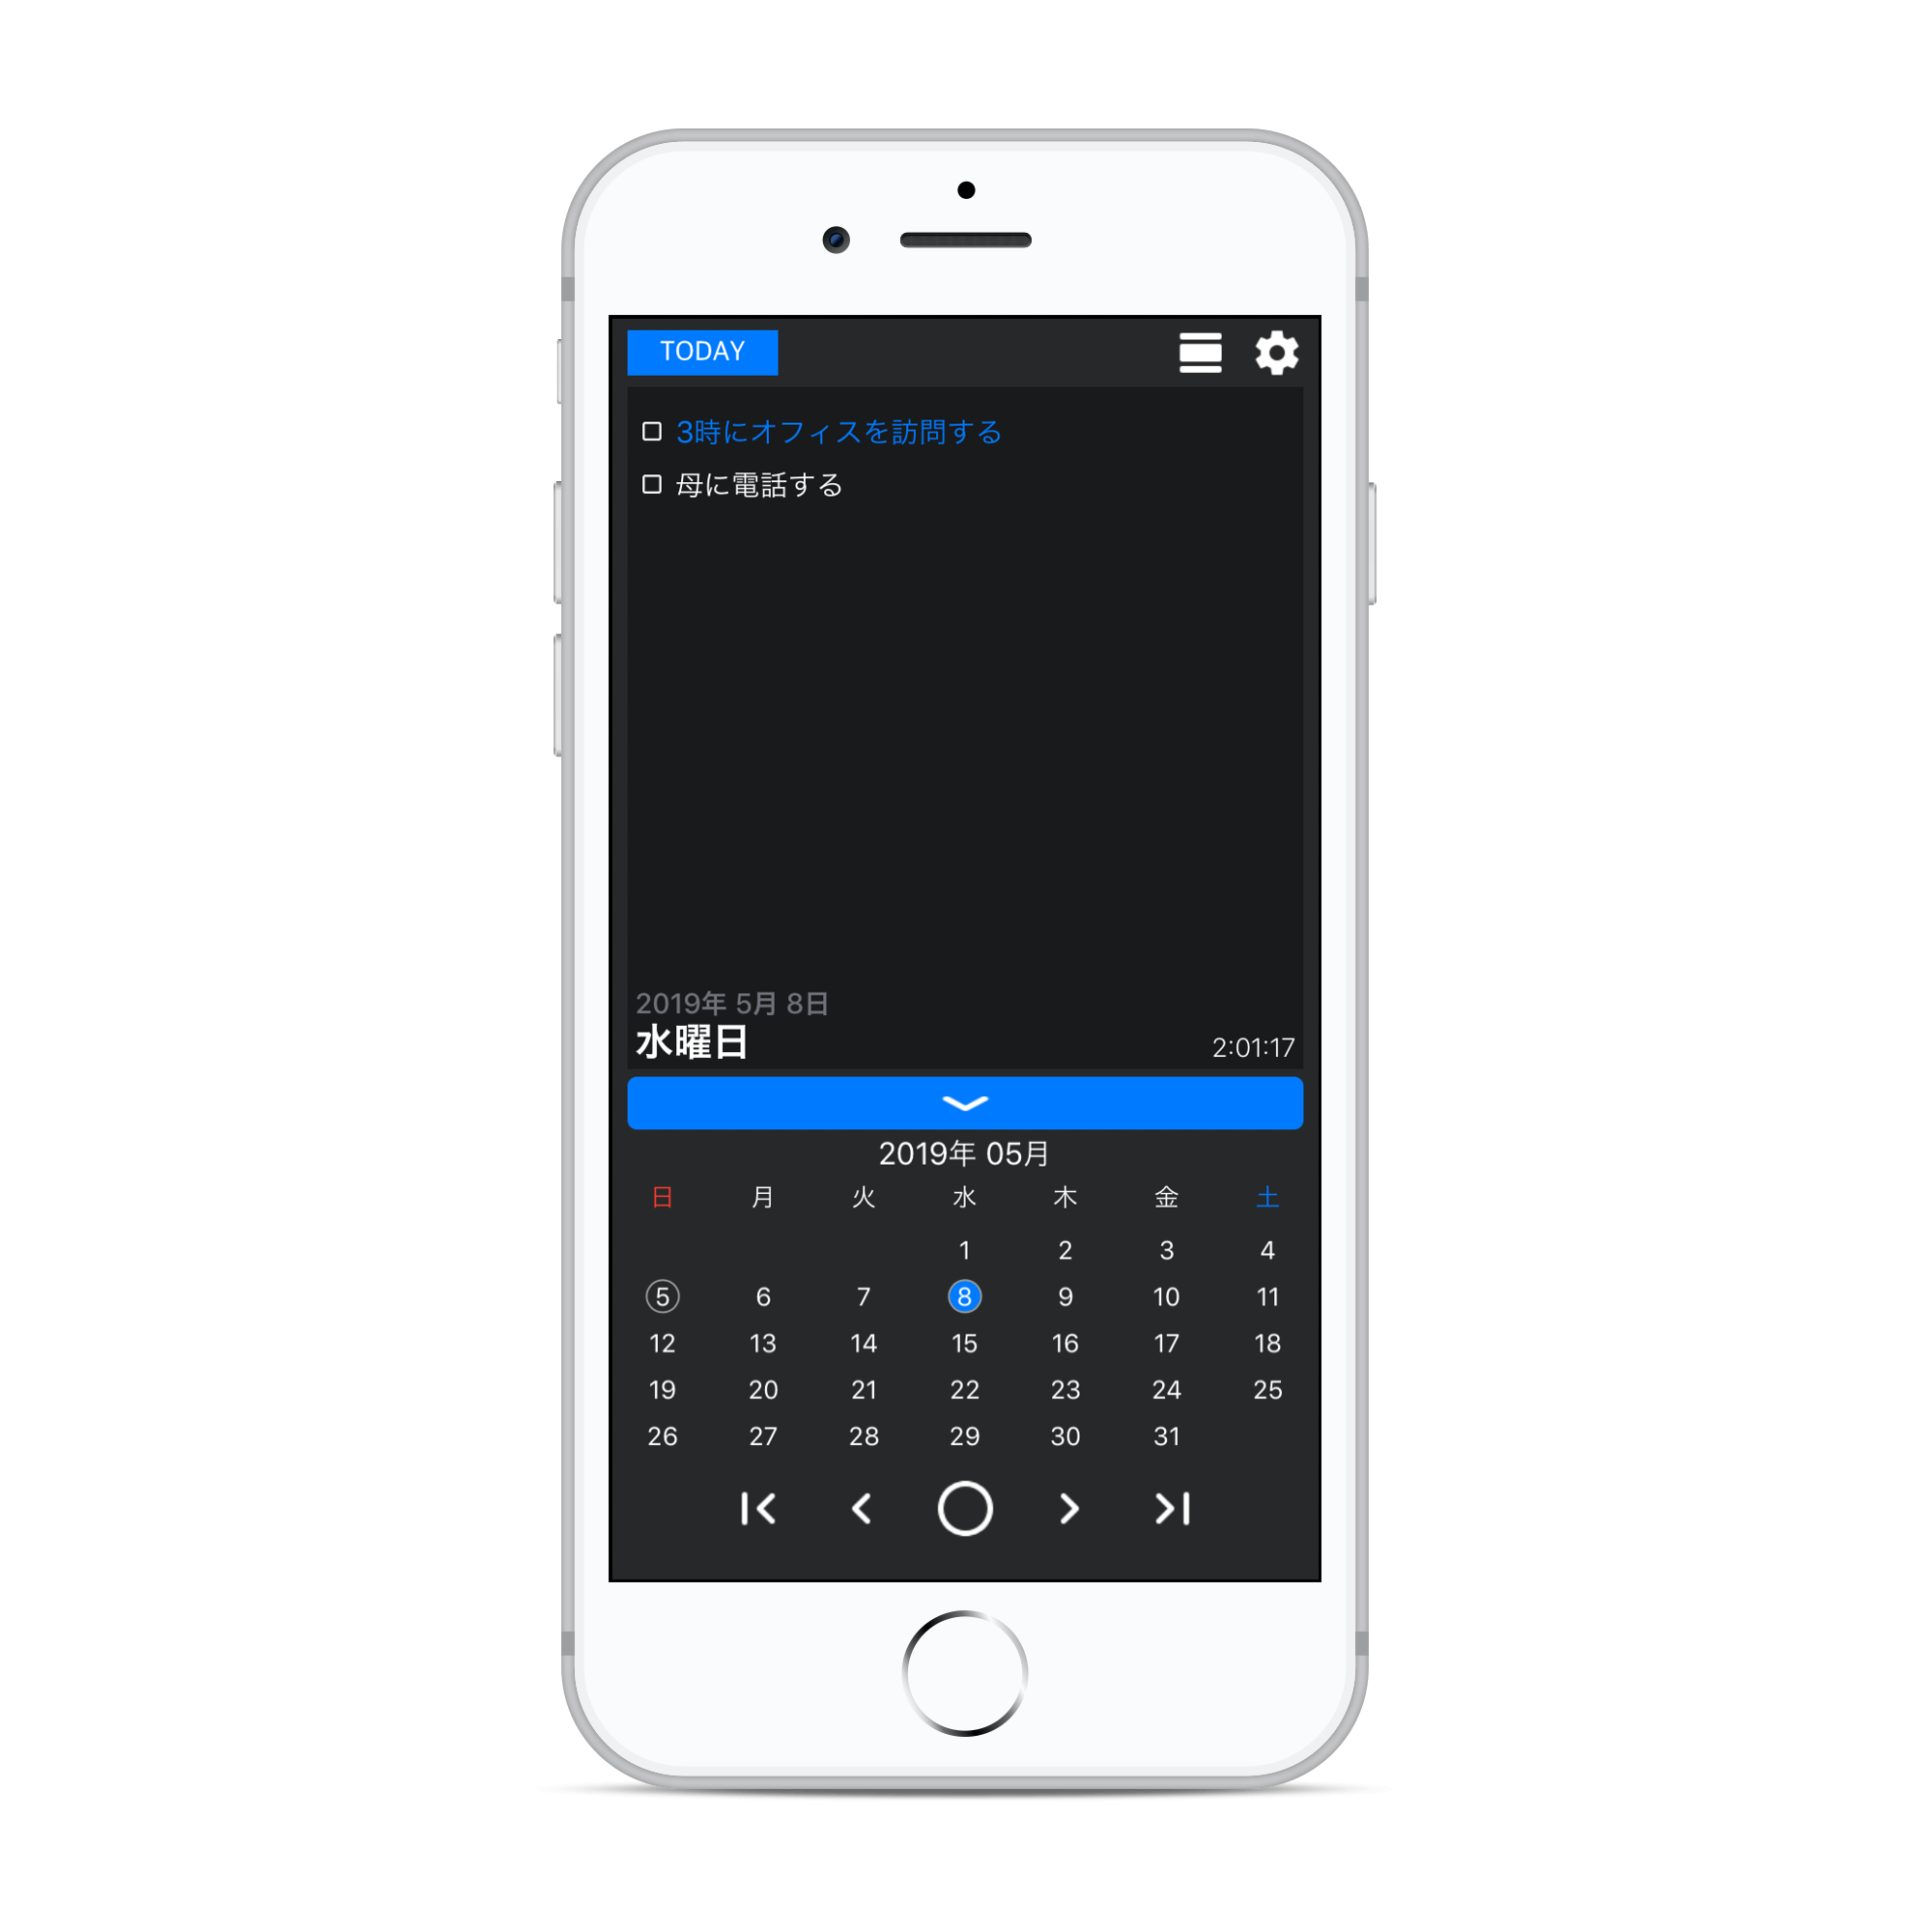 TODAY
3時にオフィスを訪問する
母に電話する
2019年 5月 8日
水曜日
2:01:17
2019年 05月
日 月 火 水 木 金 土
1 2 3 4
5 6 7 8 9 10 11
12 13 14 15 16 17 18
19 20 21 22 23 24 25
26 27 28 29 30 31